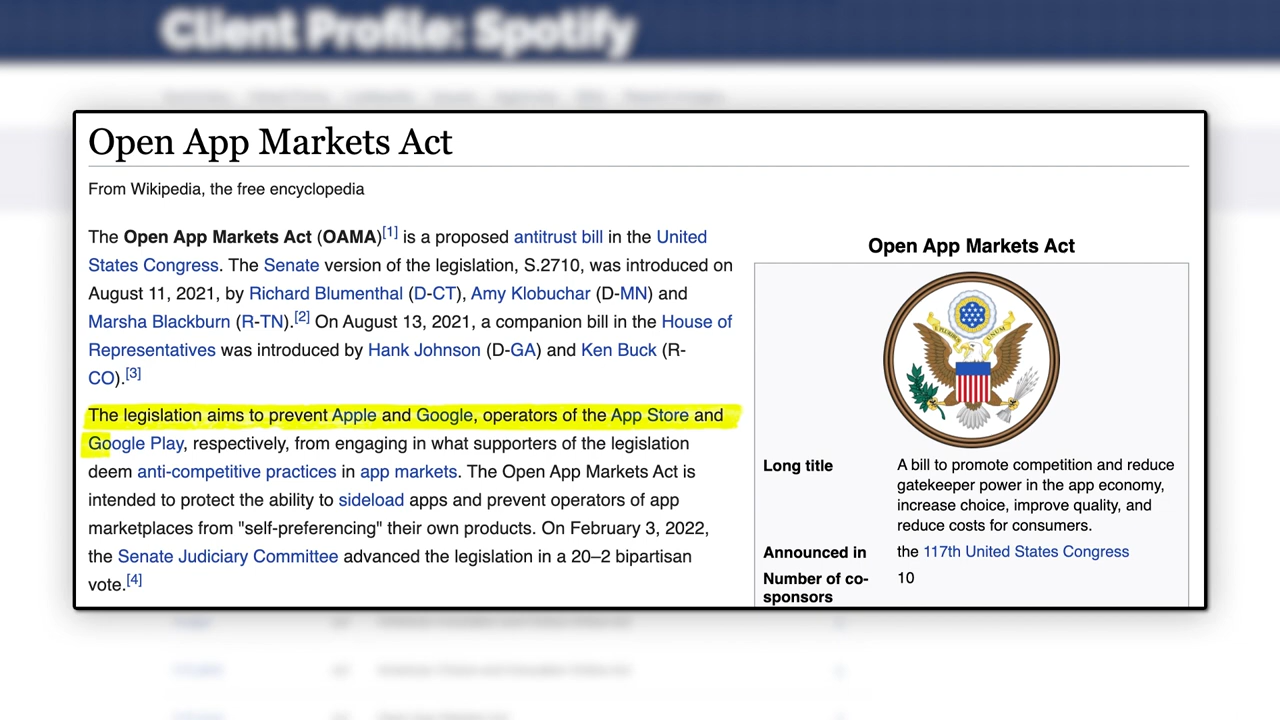 Client Profile: Spotify
Open App Markets Act
From Wikipedia, the free encyclopedia
The Open App Markets Act (OAMA)[1] is a proposed antitrust bill in the United
States Congress. The Senate version of the legislation, S.2710, was introduced on
August 11, 2021, by Richard Blumenthal (D-CT), Amy Klobuchar (D-MN) and
Marsha Blackburn (R-TN).[2] On August 13, 2021, a companion bill in the House of
Representatives was introduced by Hank Johnson (D-GA) and Ken Buck (R-
CO).[3]
The legislation aims to prevent Apple and Google, operators of the App Store and
Google Play, respectively, from engaging in what supporters of the legislation
deem anti-competitive practices in app markets. The Open App Markets Act is
intended to protect the ability to sideload apps and prevent operators of app
marketplaces from "self-preferencing" their own products. On February 3, 2022,
the Senate Judiciary Committee advanced the legislation in a 20–2 bipartisan
vote.[4]
Open App Markets Act
Long title A bill to promote competition and reduce
gatekeeper power in the app economy,
increase choice, improve quality, and
reduce costs for consumers.
Announced in the 117th United States Congress
Number of co- 10
sponsors